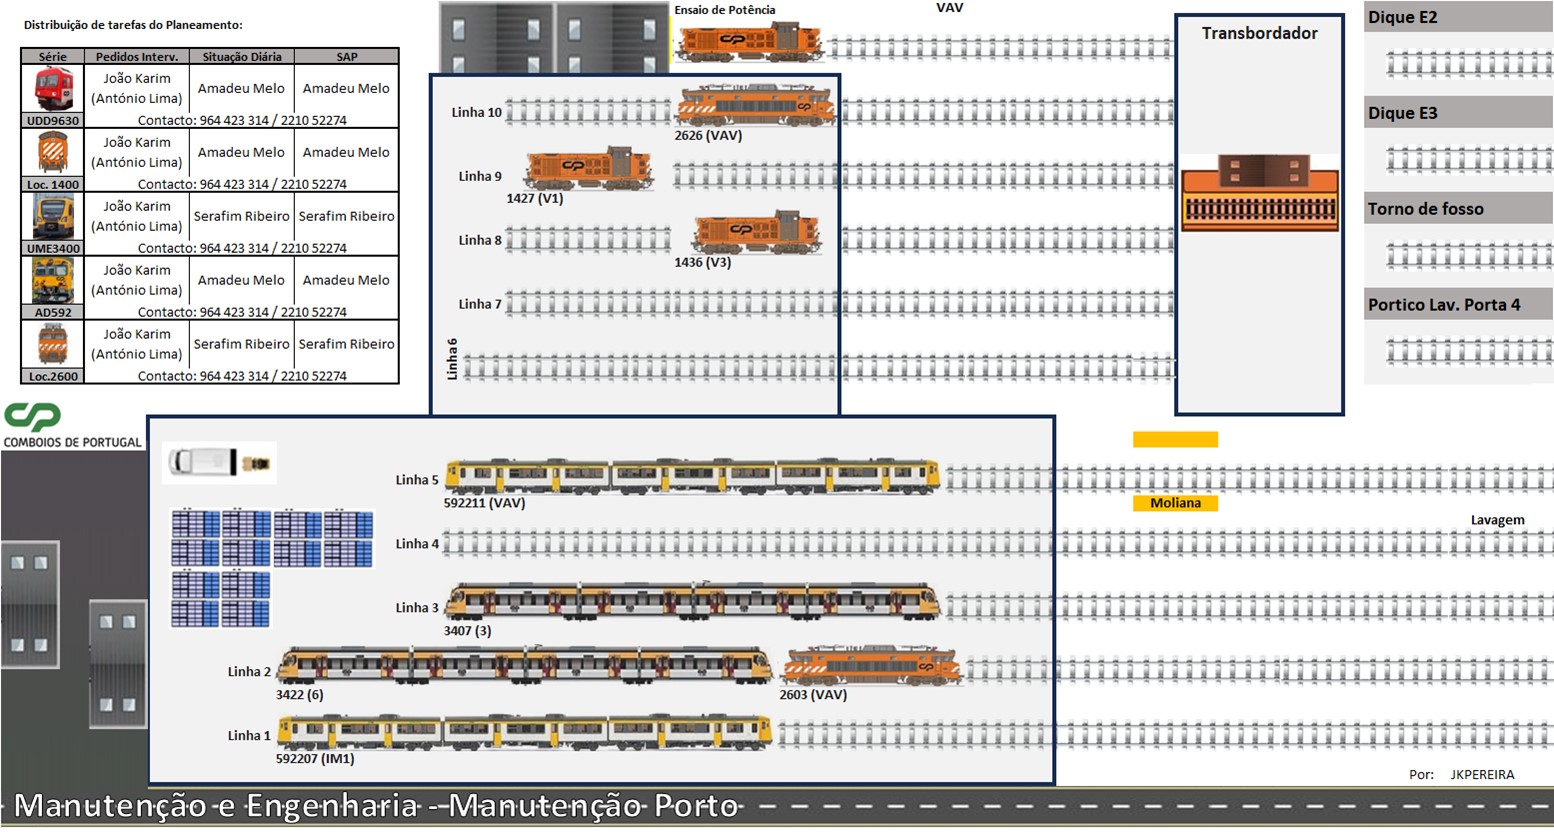 Distribuição de tarefas do Planeamento:
Série Pedidos Interv. Situação Diária SAP
João Karim
(António Lima) Amadeu Melo Amadeu Melo
UDD9630 Contacto: 964 423 314 / 2210 52274
João Karim
(António Lima) Amadeu Melo Amadeu Melo
Loc. 1400 Contacto: 964 423 314 / 2210 52274
João Karim
(António Lima) Serafim Ribeiro Serafim Ribeiro
UME3400 Contacto: 964 423 314 / 2210 52274
João Karim
(António Lima) Amadeu Melo Amadeu Melo
AD592 Contacto: 964 423 314 / 2210 52274
João Karim
(António Lima) Serafim Ribeiro Serafim Ribeiro
Loc.2600 Contacto: 964 423 314 / 2210 52274
CP
COMBOIOS DE PORTUGAL
Ensaio de Potência
VAV
Linha 10
2626 (VAV)
Linha 9
1427 (V1)
Linha 8
1436 (V3)
Linha 7
Linha 6
Transbordador
Dique E2
Dique E3
Torno de fosso
Portico Lav. Porta 4
Linha 5
592211 (VAV)
Moliana
Lavagem
Linha 4
Linha 3
3407 (3)
Linha 2
3422 (6)
2603 (VAV)
Linha 1
592207 (IM1)
Por: JKPEREIRA
Manutenção e Engenharia - Manutenção Porto